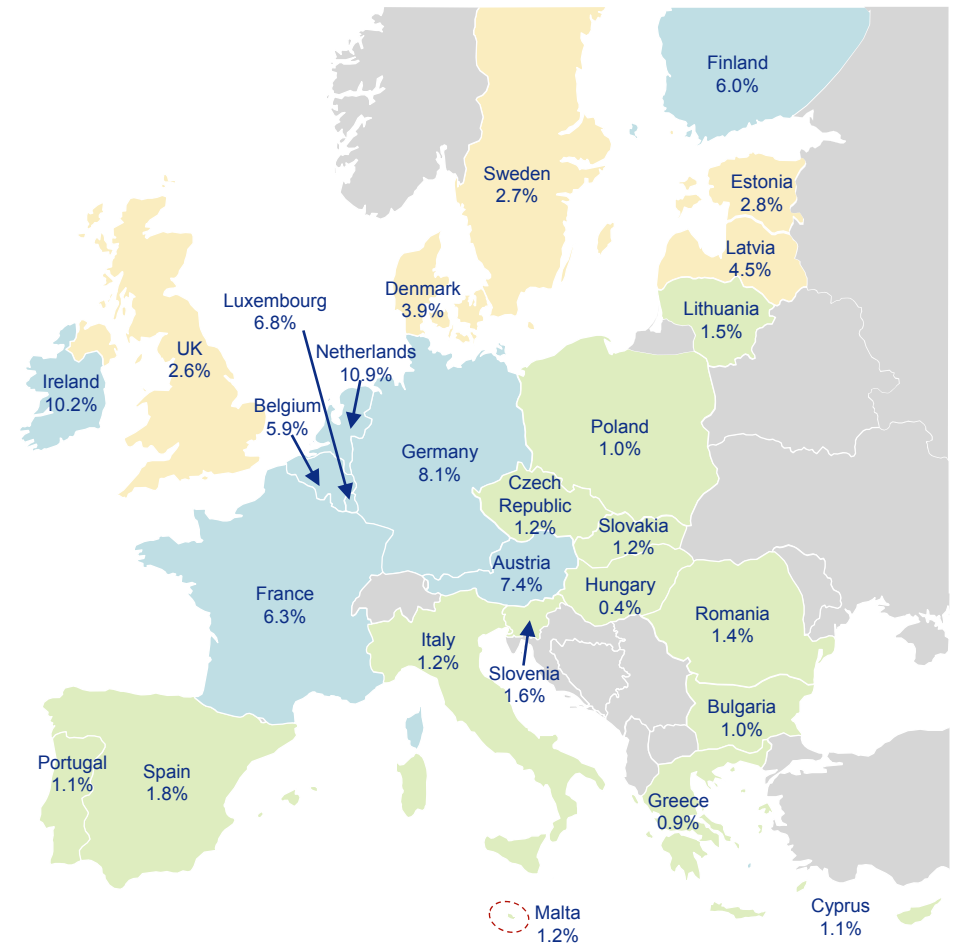 Finland
6.0%
Sweden
2.7%
Estonia
2.8%
Latvia
4.5%
Denmark
3.9%
Luxembourg
6.8%
Lithuania
1.5%
UK
2.6%
Netherlands
10.9%
Ireland
10.2%
Belgium
5.9%
Poland
1.0%
Germany
8.1%
Czech
Republic
1.2%
Slovakia
1.2%
Austria
7.4%
Hungary
0.4%
France
6.3%
Romania
1.4%
Italy
1.2%
Slovenia
1.6%
Bulgaria
1.0%
Portugal
1.1%
Spain
1.8%
Greece
0.9%
Malta
1.2%
Cyprus
1.1%